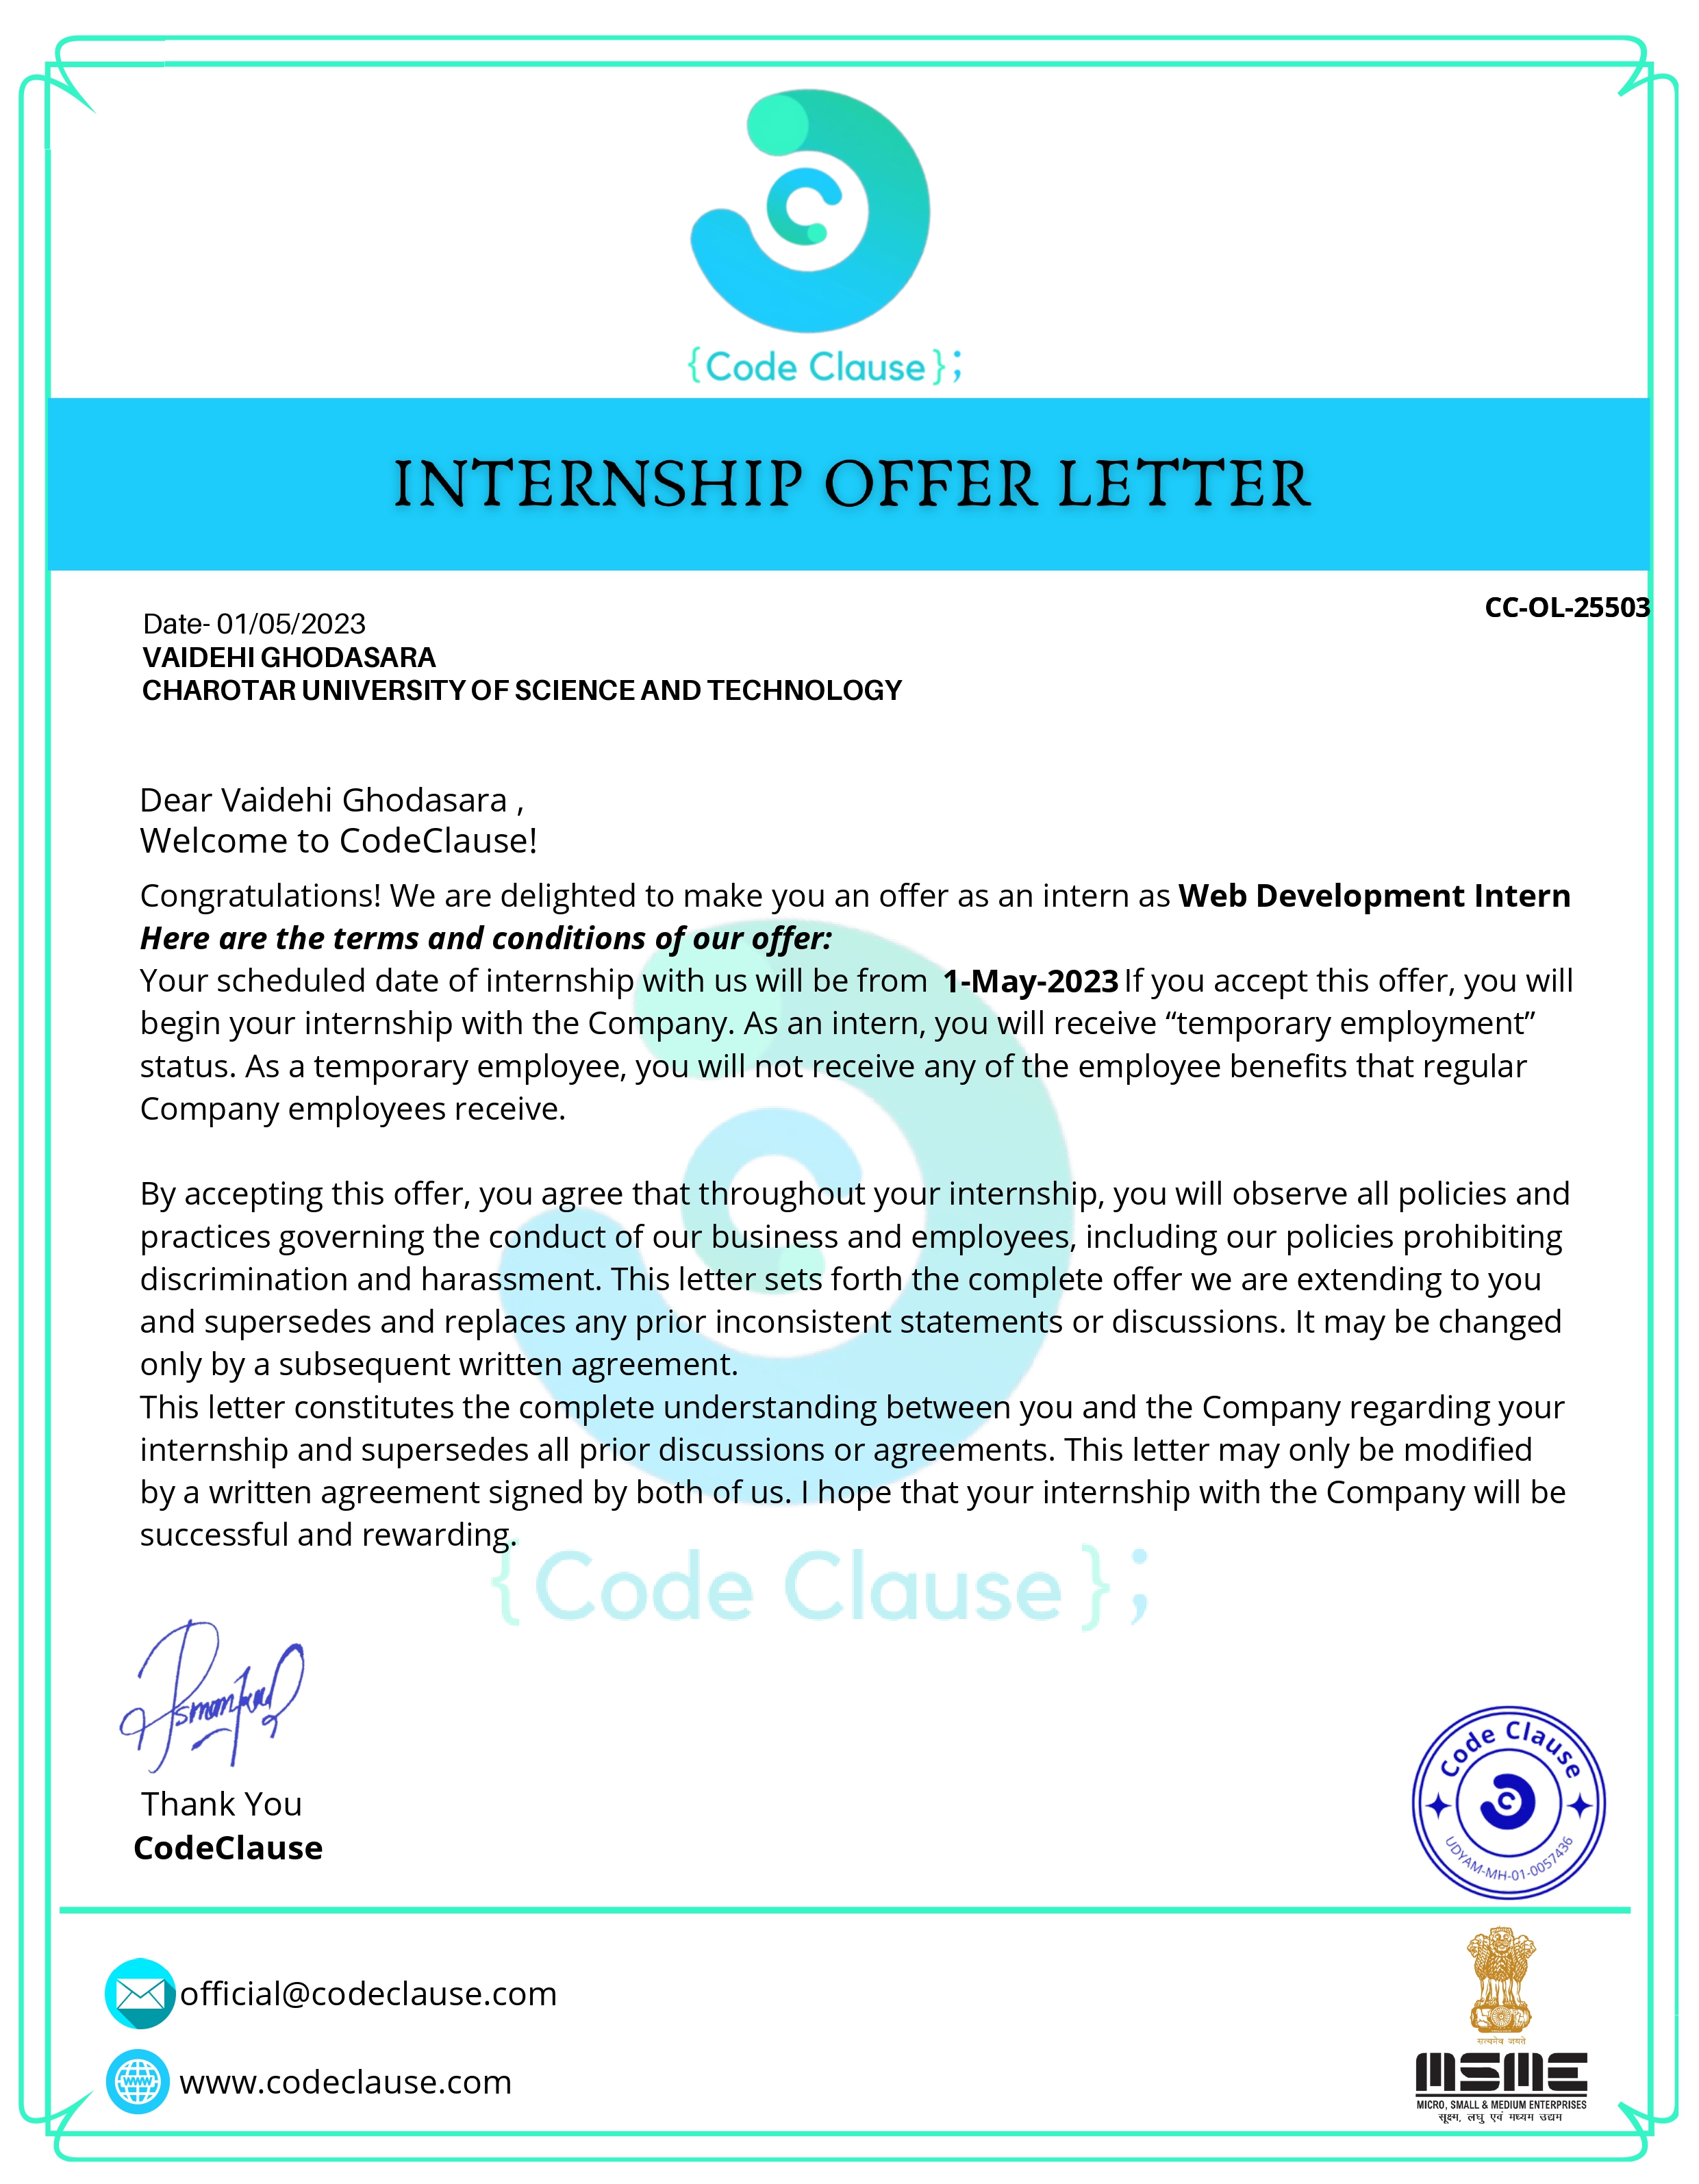 {Code Clause};
INTERNSHIP OFFER LETTER
CC-OL-25503
Date- 01/05/2023
VAIDEHI GHODASARA
CHAROTAR UNIVERSITY OF SCIENCE AND TECHNOLOGY
Dear Vaidehi Ghodasara ,
Welcome to CodeClause!
Congratulations! We are delighted to make you an offer as an intern as Web Development Intern
Here are the terms and conditions of our offer:
Your scheduled date of internship with us will be from 1-May-2023 If you accept this offer, you will
begin your internship with the Company. As an intern, you will receive “temporary employment”
status. As a temporary employee, you will not receive any of the employee benefits that regular
Company employees receive.
By accepting this offer, you agree that throughout your internship, you will observe all policies and
practices governing the conduct of our business and employees, including our policies prohibiting
discrimination and harassment. This letter sets forth the complete offer we are extending to you
and supersedes and replaces any prior inconsistent statements or discussions. It may be changed
only by a subsequent written agreement.
This letter constitutes the complete understanding between you and the Company regarding your
internship and supersedes all prior discussions or agreements. This letter may only be modified
by a written agreement signed by both of us. I hope that your internship with the Company will be
successful and rewarding.
{Code Clause};
Thank You
CodeClause
Code Clause
UDYAM-MH-01-0057436
official@codeclause.com
www.codeclause.com
WWW
सत्यमेव जयते
MSME
MICRO, SMALL & MEDIUM ENTERPRISES
सूक्ष्म, लघु एवं मध्यम उद्यम